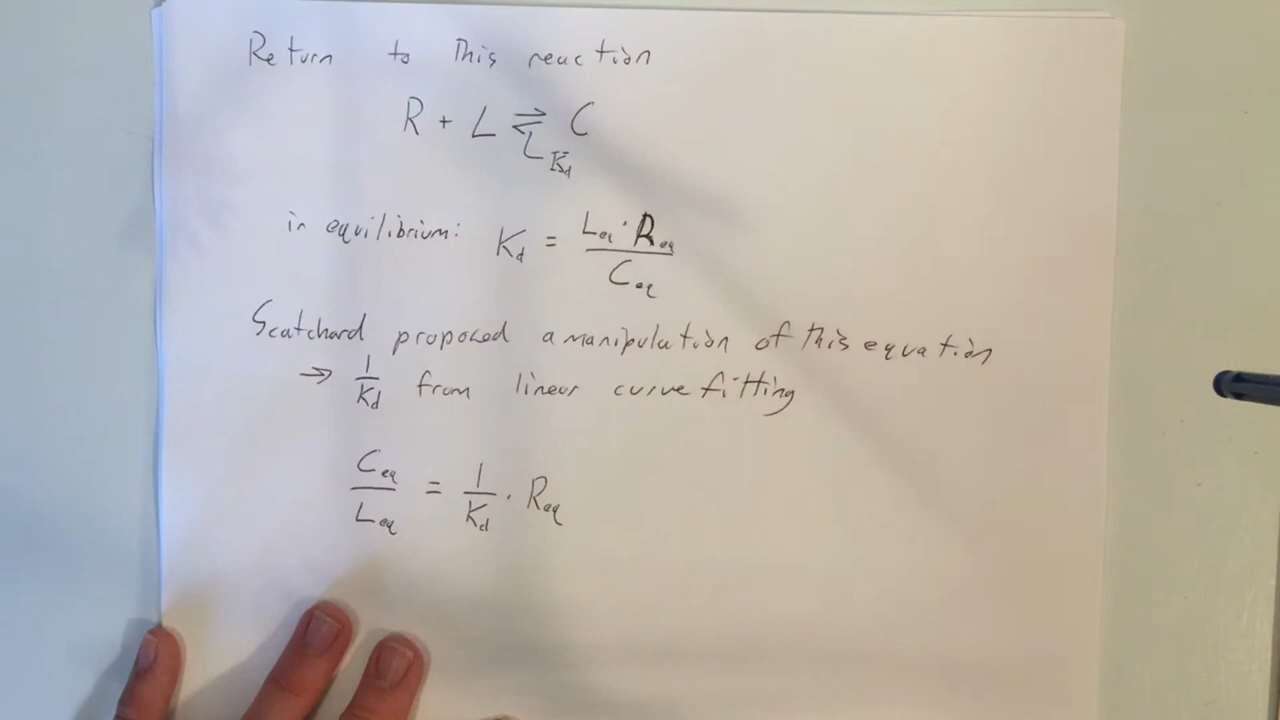 Return to this reaction
R + L ⇌ C
Kd
in equilibrium: Kd = Leq · Req / Ceq
Scatchard proposed a manipulation of this equation
⇒ 1/Kd from linear curve fitting
Ceq / Leq = 1/Kd · Req